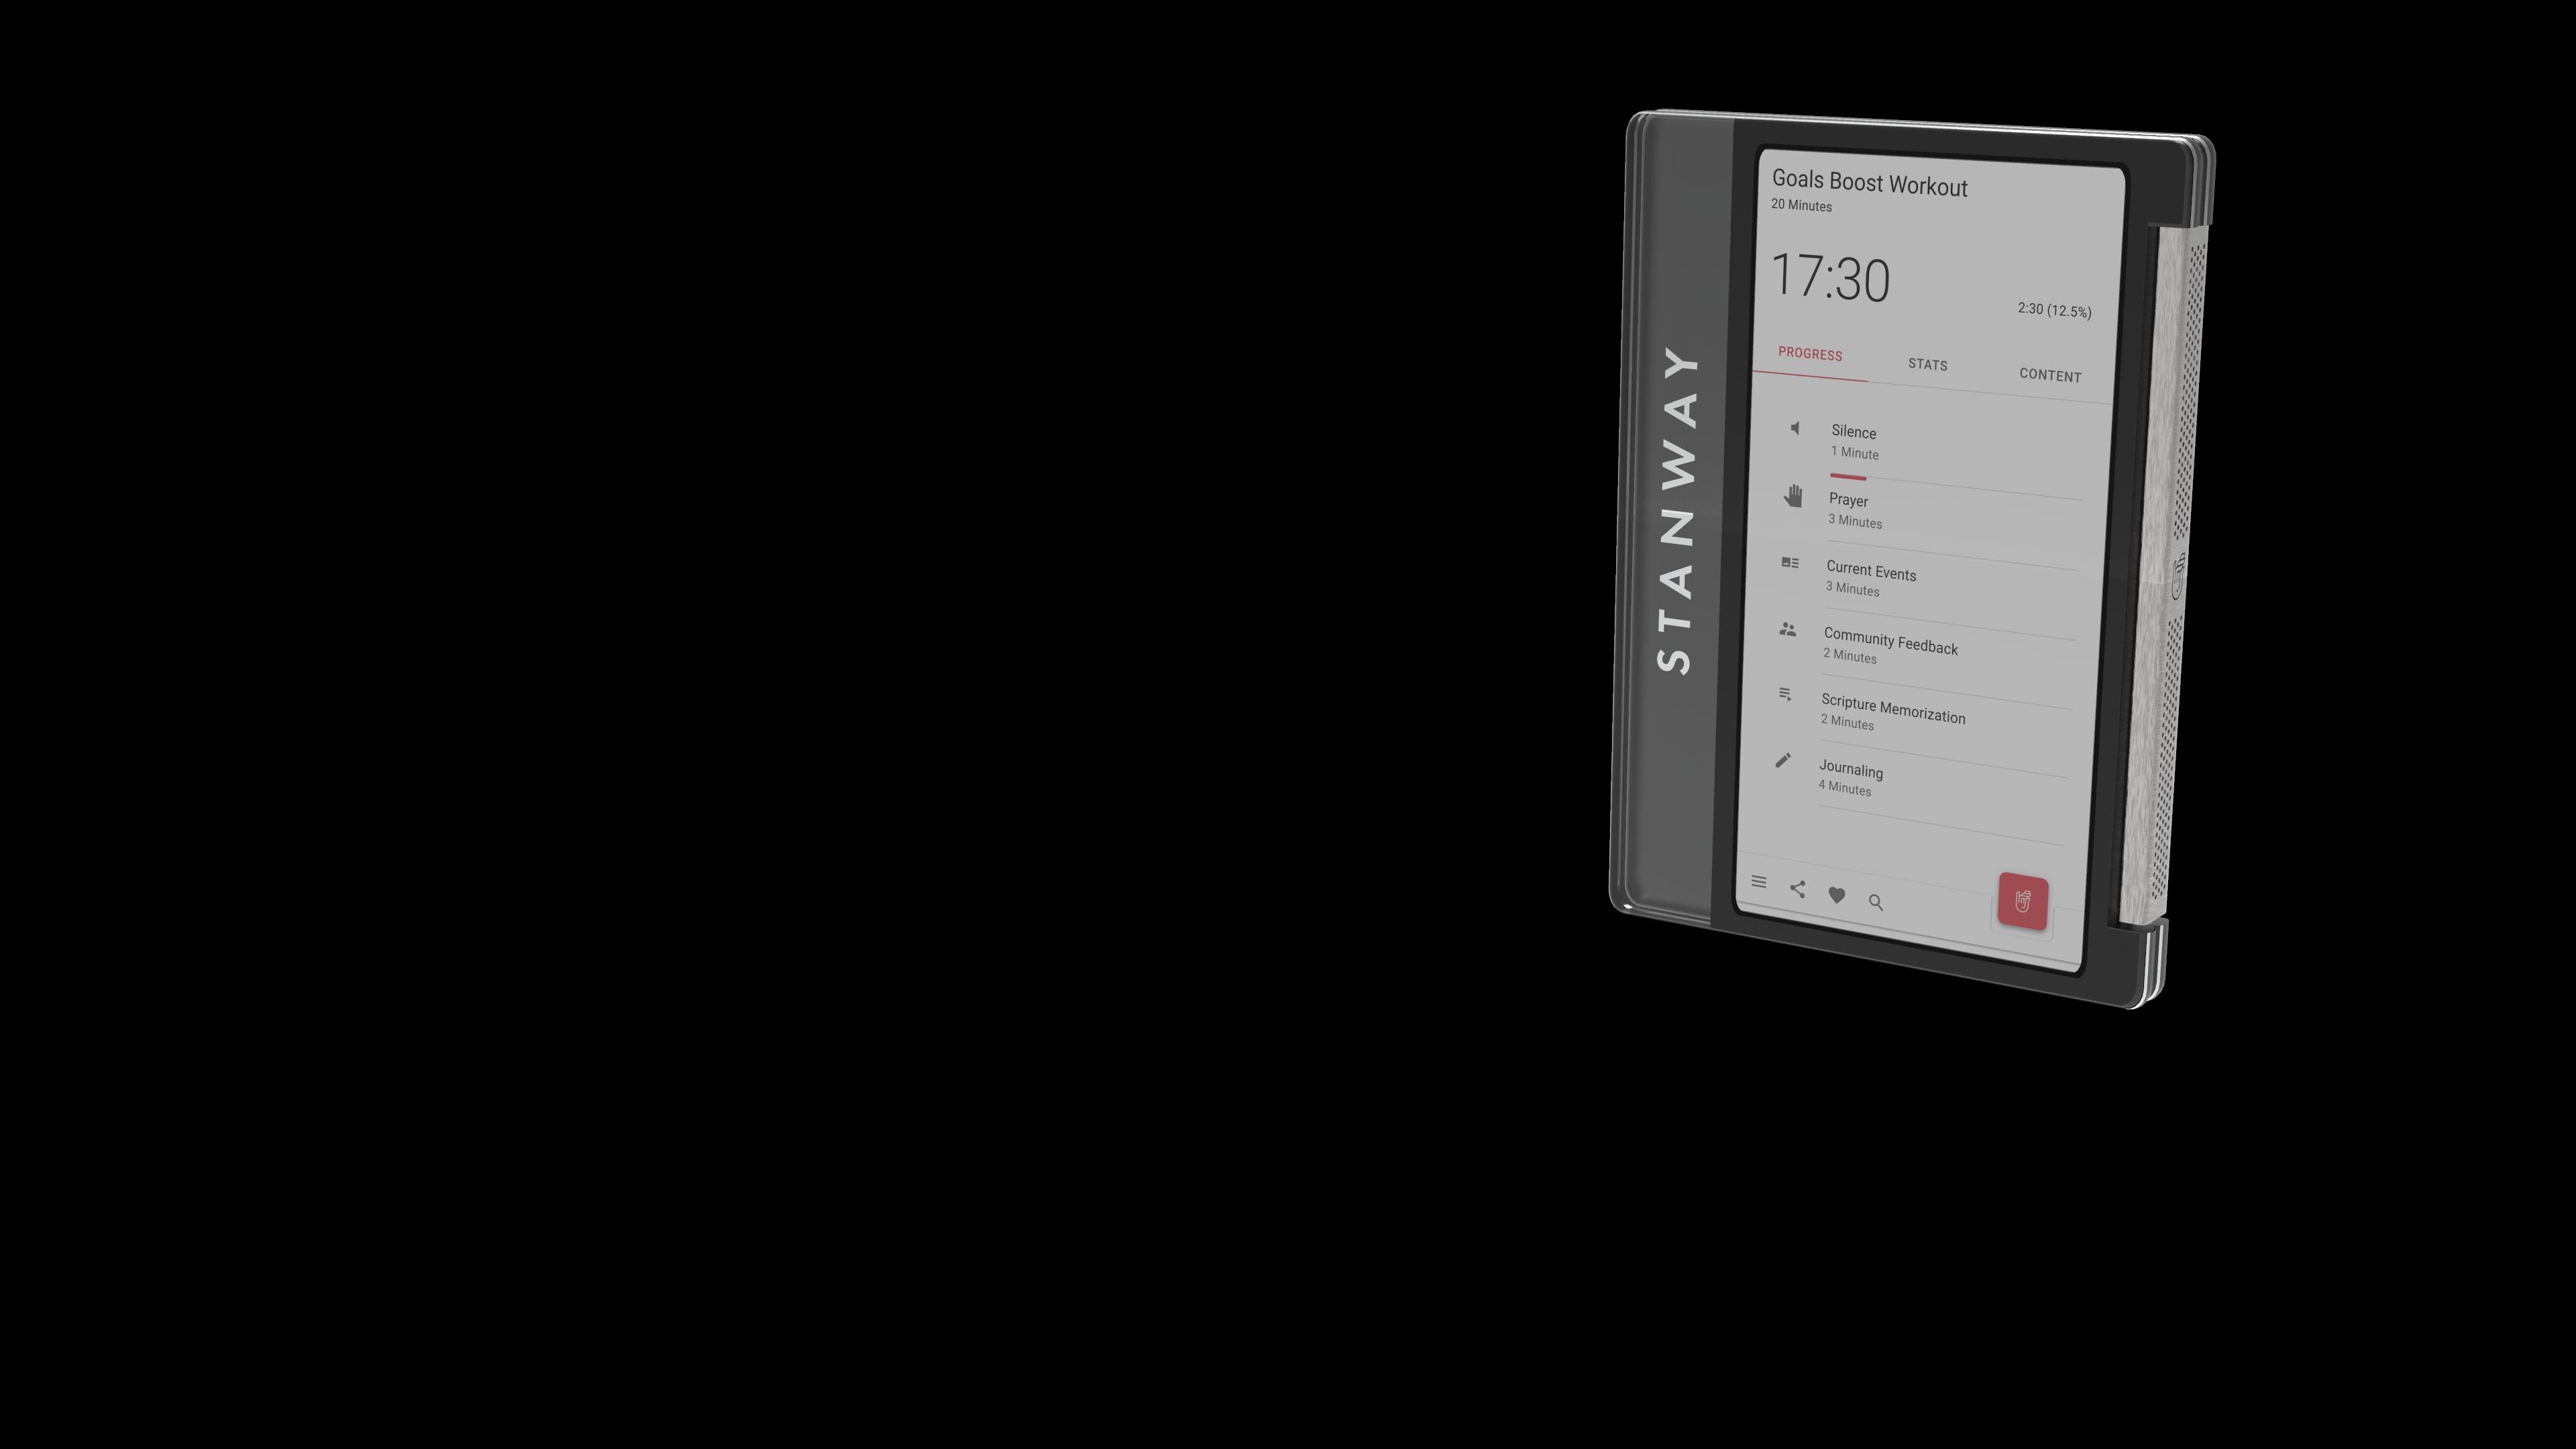 STANWAY
Goals Boost Workout
20 Minutes
17:30
2:30 (12.5%)
PROGRESS STATS CONTENT
Silence
1 Minute
Prayer
3 Minutes
Current Events
3 Minutes
Community Feedback
2 Minutes
Scripture Memorization
2 Minutes
Journaling
4 Minutes